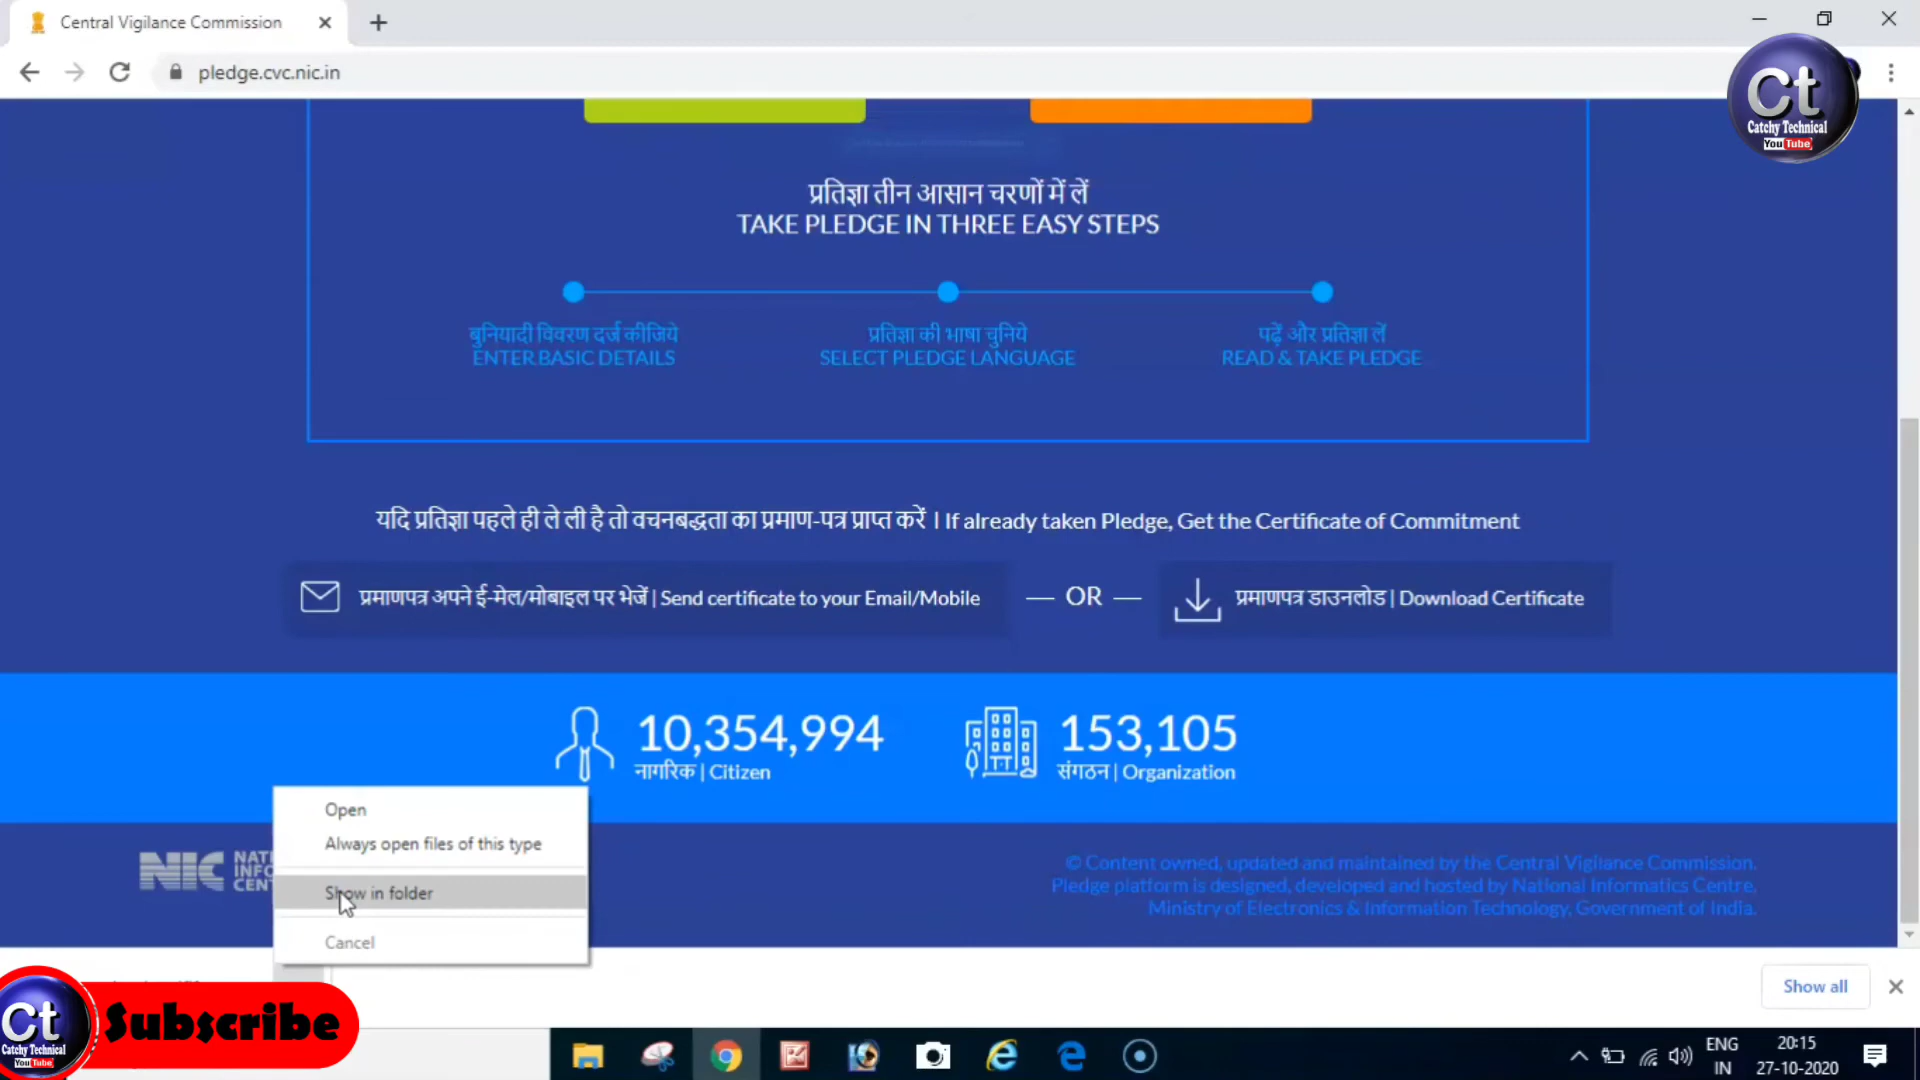 Central Vigilance Commission
pledge.cvc.nic.in
Ct
Catchy Technical
YouTube
प्रतिज्ञा तीन आसान चरणों में लें
TAKE PLEDGE IN THREE EASY STEPS
बुनियादी विवरण दर्ज कीजिये
ENTER BASIC DETAILS
प्रतिज्ञा की भाषा चुनिये
SELECT PLEDGE LANGUAGE
पढ़ें और प्रतिज्ञा लें
READ & TAKE PLEDGE
यदि प्रतिज्ञा पहले ही ले ली है तो वचनबद्धता का प्रमाण-पत्र प्राप्त करें | If already taken Pledge, Get the Certificate of Commitment
प्रमाणपत्र अपने ई-मेल/मोबाइल पर भेजें | Send certificate to your Email/Mobile
— OR —
प्रमाणपत्र डाउनलोड | Download Certificate
10,354,994
नागरिक | Citizen
153,105
संगठन | Organization
Open
Always open files of this type
Show in folder
Cancel
NIC
NATI
INFO
CENT
© Content owned, updated and maintained by the Central Vigilance Commission.
Pledge platform is designed, developed and hosted by National Informatics Centre,
Ministry of Electronics & Information Technology, Government of India.
Show all
Ct
Catchy Technical
YouTube
Subscribe
ENG
IN
20:15
27-10-2020